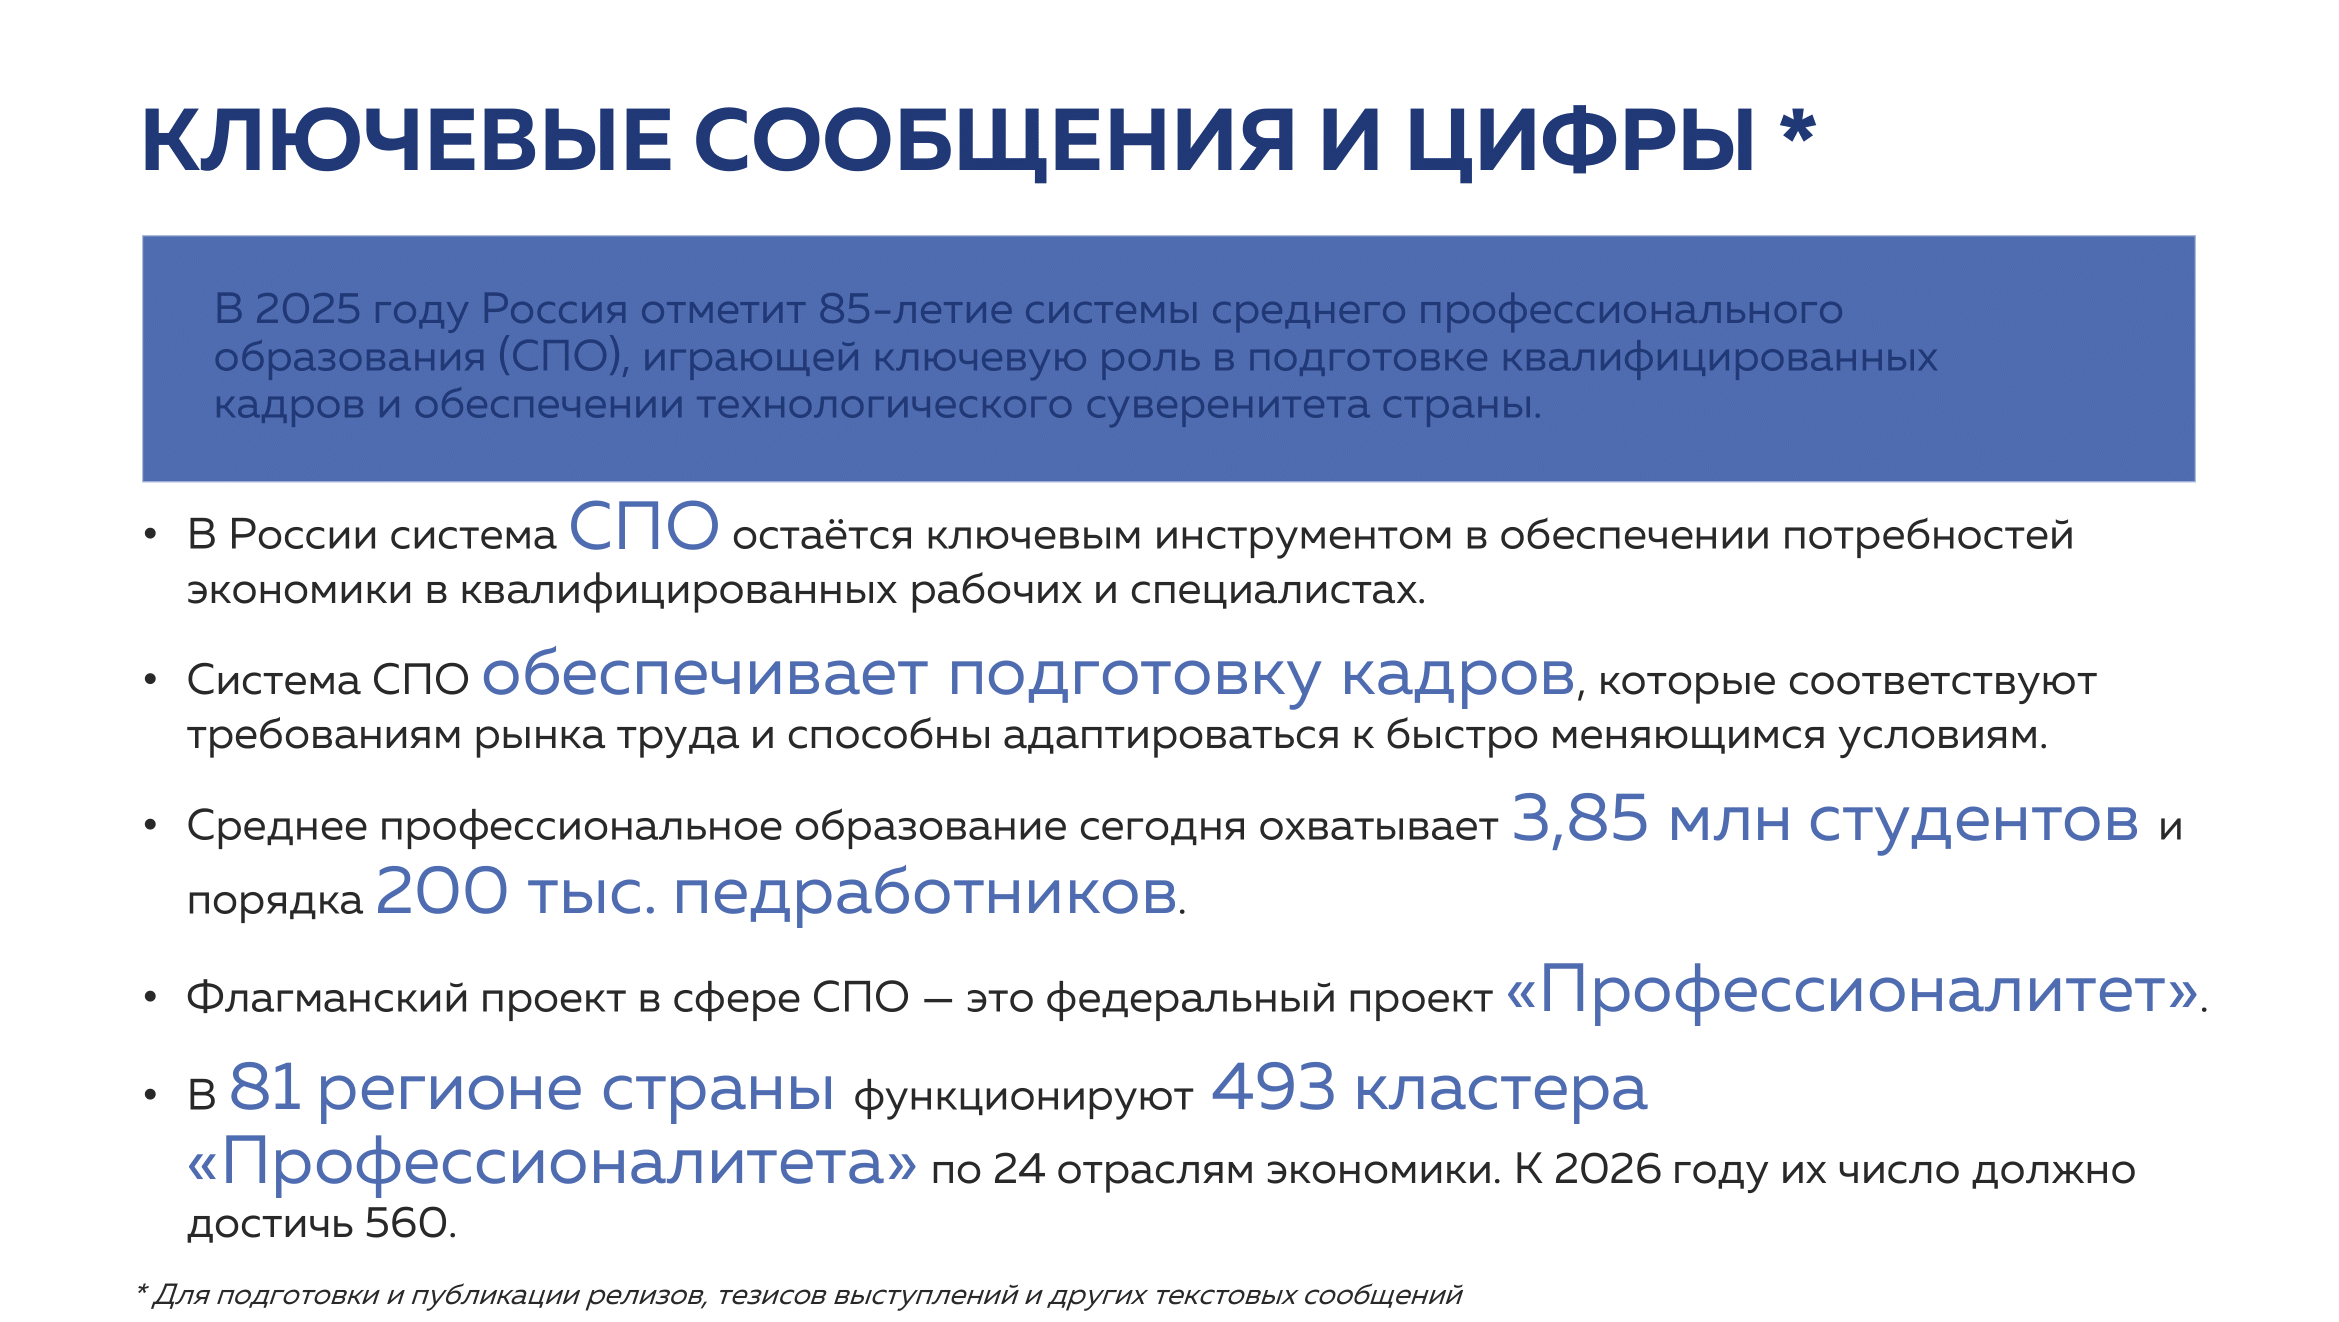 КЛЮЧЕВЫЕ СООБЩЕНИЯ И ЦИФРЫ *
В 2025 году Россия отметит 85-летие системы среднего профессионального
образования (СПО), играющей ключевую роль в подготовке квалифицированных
кадров и обеспечении технологического суверенитета страны.
• В России система СПО остаётся ключевым инструментом в обеспечении потребностей
экономики в квалифицированных рабочих и специалистах.
• Система СПО обеспечивает подготовку кадров, которые соответствуют
требованиям рынка труда и способны адаптироваться к быстро меняющимся условиям.
• Среднее профессиональное образование сегодня охватывает 3,85 млн студентов и
порядка 200 тыс. педработников.
• Флагманский проект в сфере СПО — это федеральный проект «Профессионалитет».
• В 81 регионе страны функционируют 493 кластера
«Профессионалитета» по 24 отраслям экономики. К 2026 году их число должно
достичь 560.
* Для подготовки и публикации релизов, тезисов выступлений и других текстовых сообщений